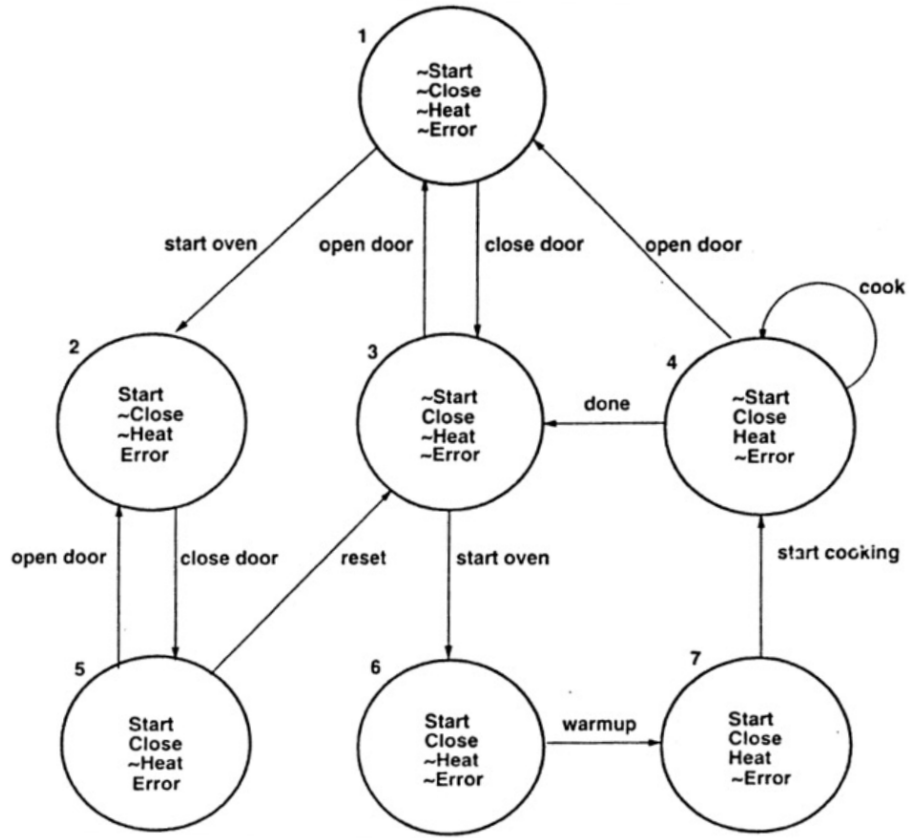 1
~Start
~Close
~Heat
~Error
start oven
open door
close door
open door
cook
2
Start
~Close
~Heat
Error
3
~Start
Close
~Heat
~Error
done
4
~Start
Close
Heat
~Error
open door
close door
reset
start oven
start cooking
5
Start
Close
~Heat
Error
6
Start
Close
~Heat
~Error
warmup
7
Start
Close
Heat
~Error